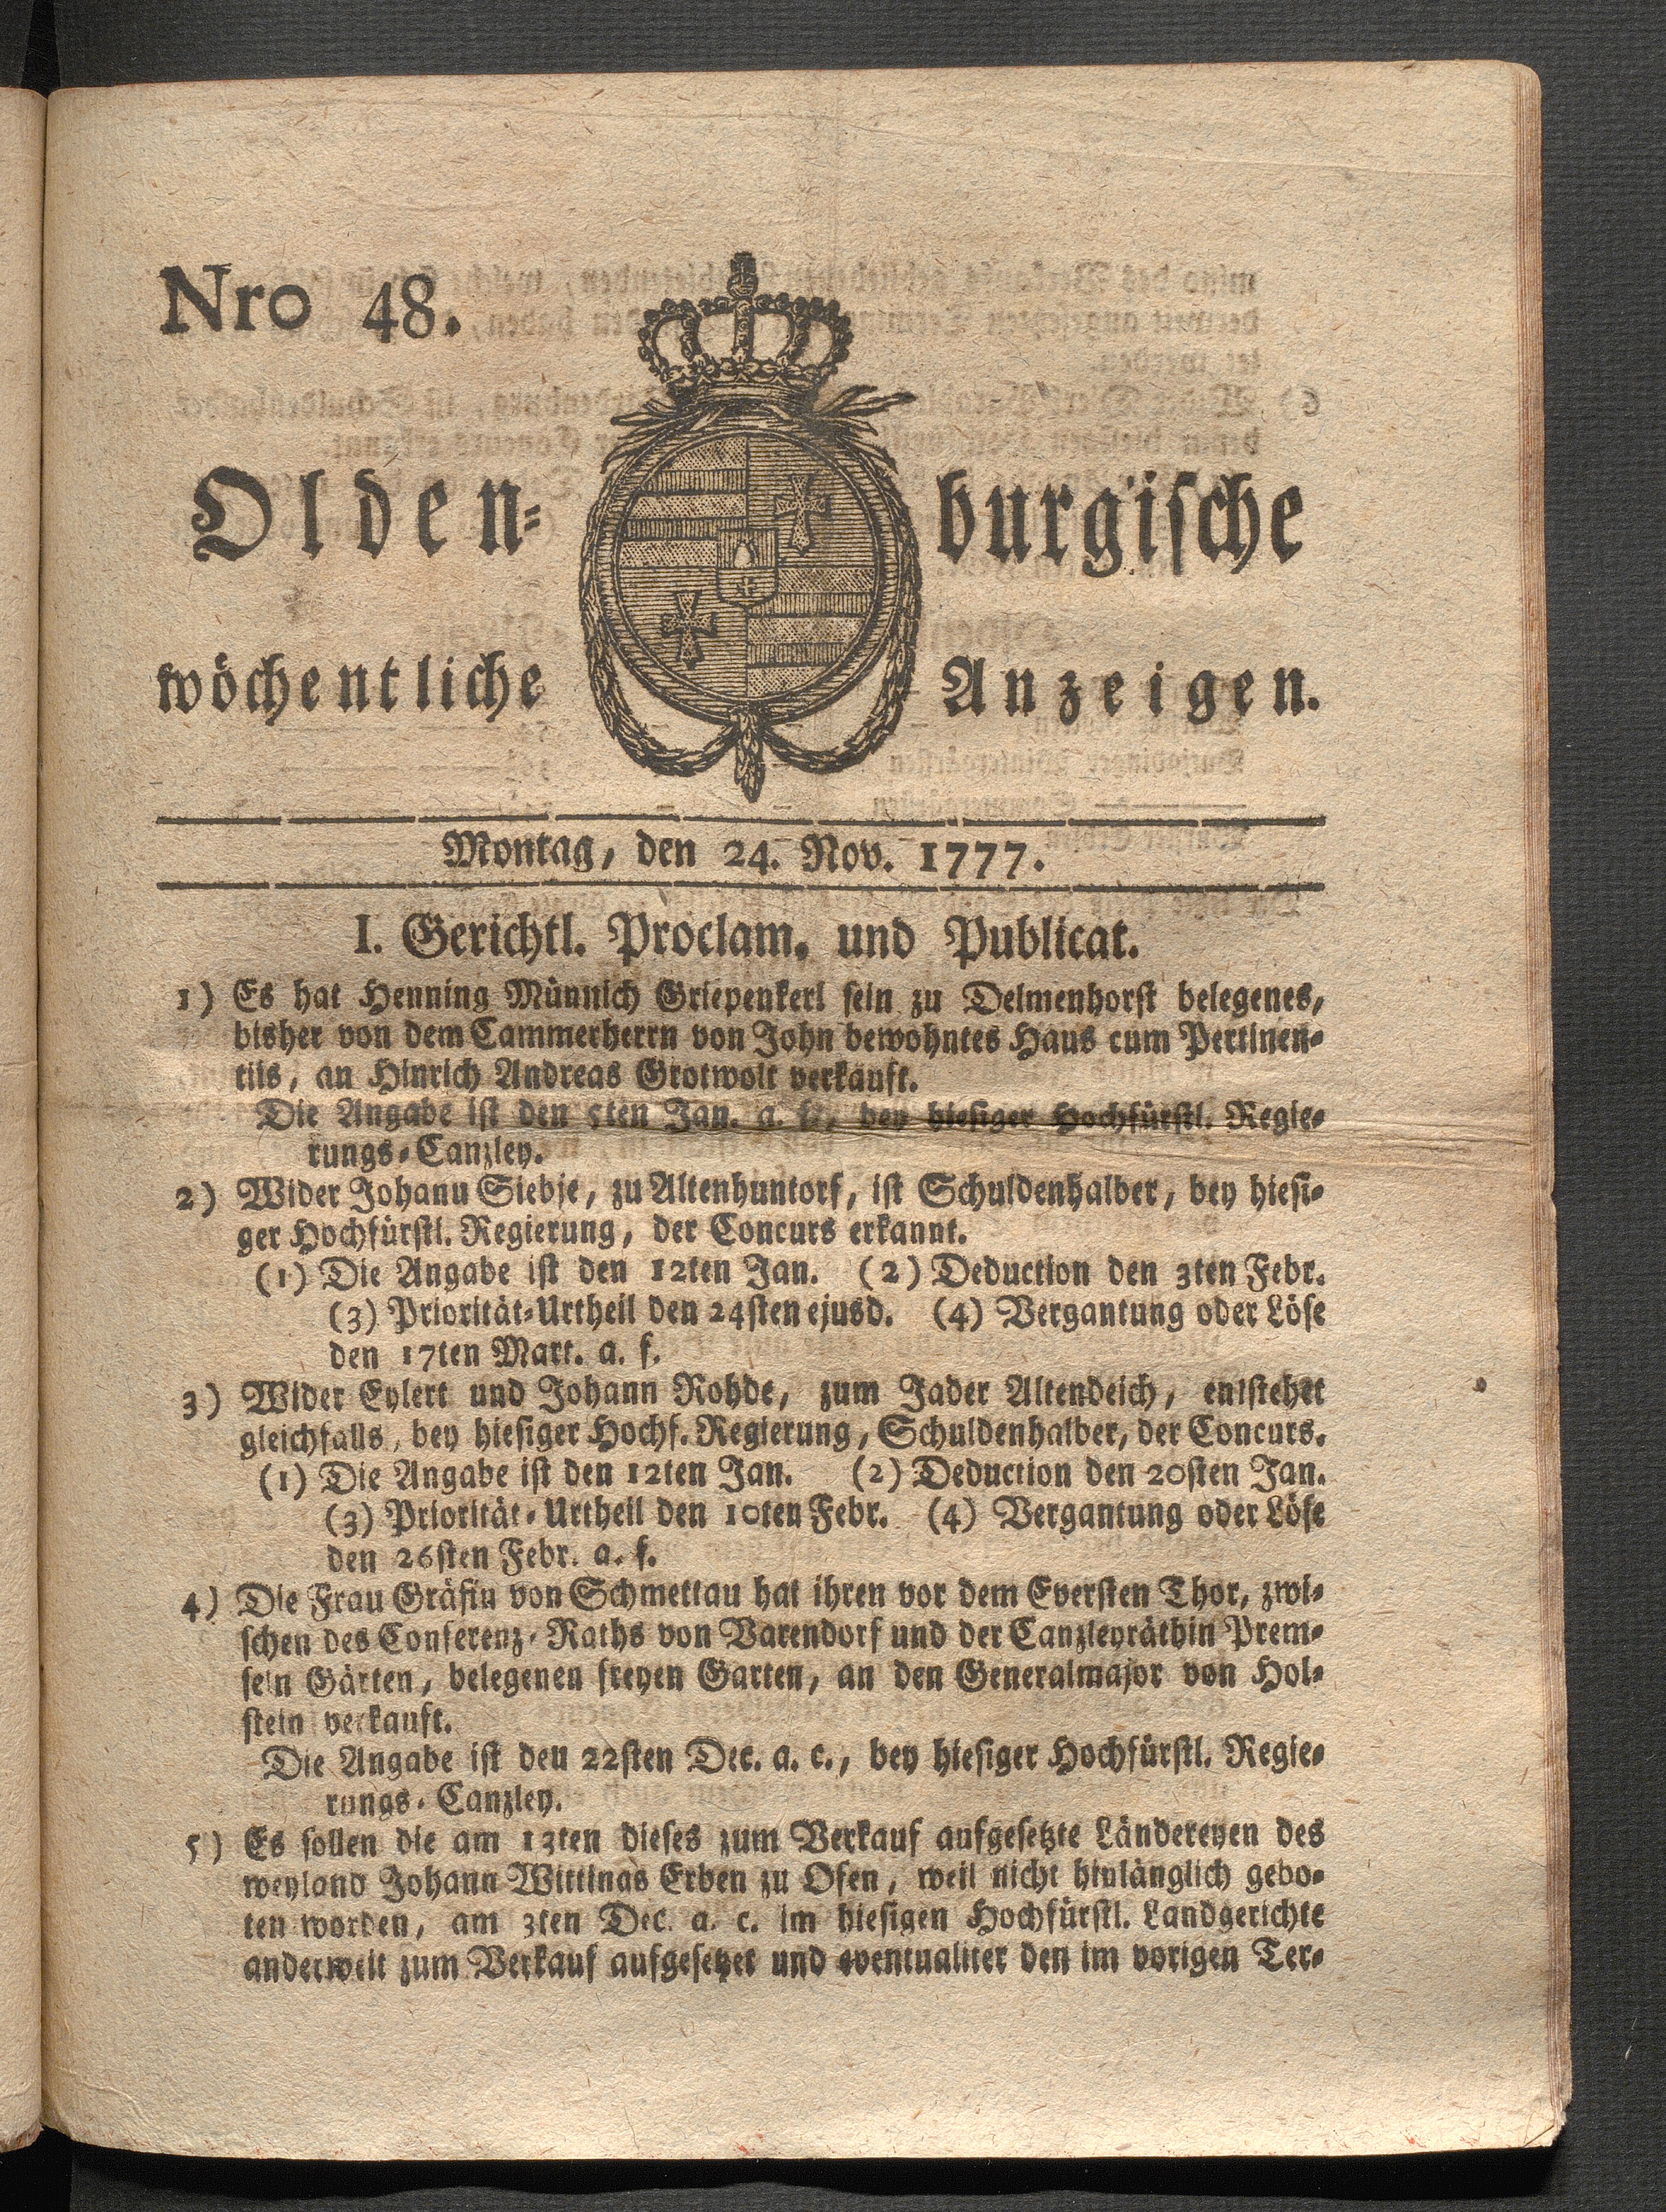 Nro 48.
Olden= burgische
wöchentliche Anzeigen.
Montag, den 24. Nov. 1777.
I. Gerichtl. Proclam. und Publicat.
1) Es hat Henning Münnich Griepenkerl sein zu Delmenhorst belegenes,
bisher von dem Cammerherrn von John bewohntes Haus cum Pertinen=
tiis, an Hinrich Andreas Grotwolt verkauft.
Die Angabe ist den 5ten Jan. a. f., bey hiesiger Hochfürstl. Regie=
rungs=Canzley.
2) Wider Johann Siebje, zu Altenhuntorf, ist Schuldenhalber, bey hiesi=
ger Hochfürstl. Regierung, der Concurs erkannt.
(1) Die Angabe ist den 12ten Jan. (2) Deduction den 3ten Febr.
(3) Priorität=Urtheil den 24sten ejusd. (4) Vergantung oder Löse
den 17ten Mart. a. f.
3) Wider Eylert und Johann Rohde, zum Jader Altendeich, entstehet
gleichfalls, bey hiesiger Hochf. Regierung, Schuldenhalber, der Concurs.
(1) Die Angabe ist den 12ten Jan. (2) Deduction den 20sten Jan.
(3) Priorität=Urtheil den 10ten Febr. (4) Vergantung oder Löse
den 26sten Febr. a. f.
4) Die Frau Gräfin von Schmettau hat ihren vor dem Eversten Thor, zwi=
schen des Conferenz=Raths von Varendorf und der Canzleyräthin Prem=
seln Gärten, belegenen freyen Garten, an den Generalmajor von Hol=
stein verkauft.
Die Angabe ist den 22sten Dec. a. c., bey hiesiger Hochfürstl. Regie=
rungs=Canzley.
5) Es sollen die am 13ten dieses zum Verkauf aufgesetzte Ländereyen des
weyland Johann Wittings Erben zu Ofen, weil nicht hinlänglich gebo=
ten worden, am 3ten Dec. a. c. im hiesigen Hochfürstl. Landgerichte
anderweit zum Verkauf aufgesetzet und eventualiter den im vorigen Ter=